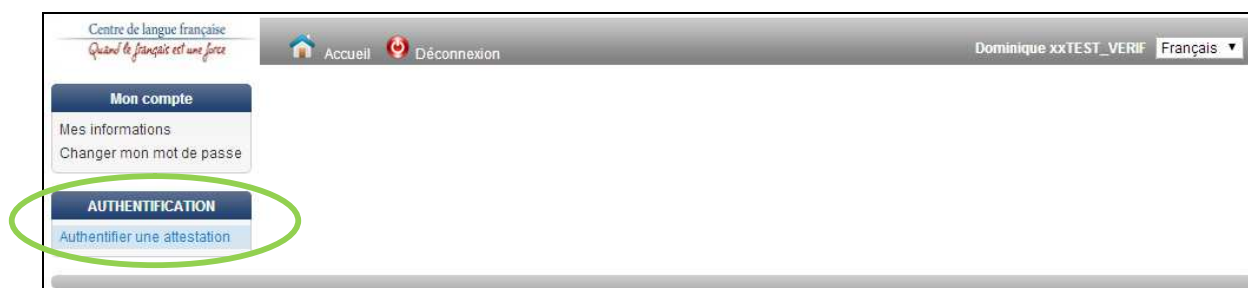 Centre de langue française
Quand le français est une force
Accueil Déconnexion
Dominique xxTEST_VERIF Français
Mon compte
Mes informations
Changer mon mot de passe
AUTHENTIFICATION
Authentifier une attestation